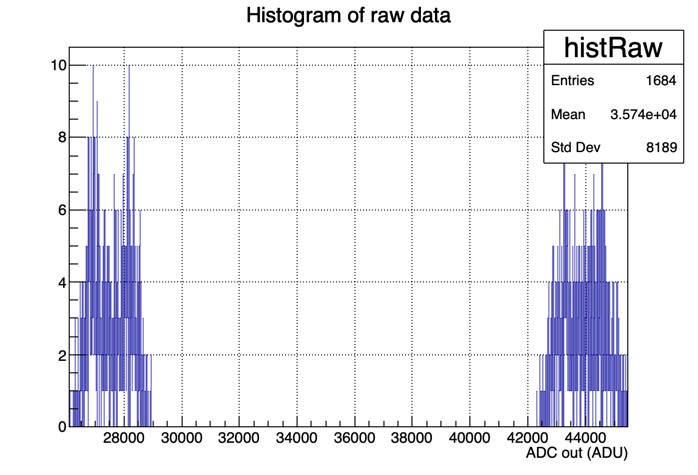 Histogram of raw data
histRaw
Entries 1684
Mean 3.574e+04
Std Dev 8189
10
8
6
4
2
0
28000 30000 32000 34000 36000 38000 40000 42000 44000
ADC out (ADU)